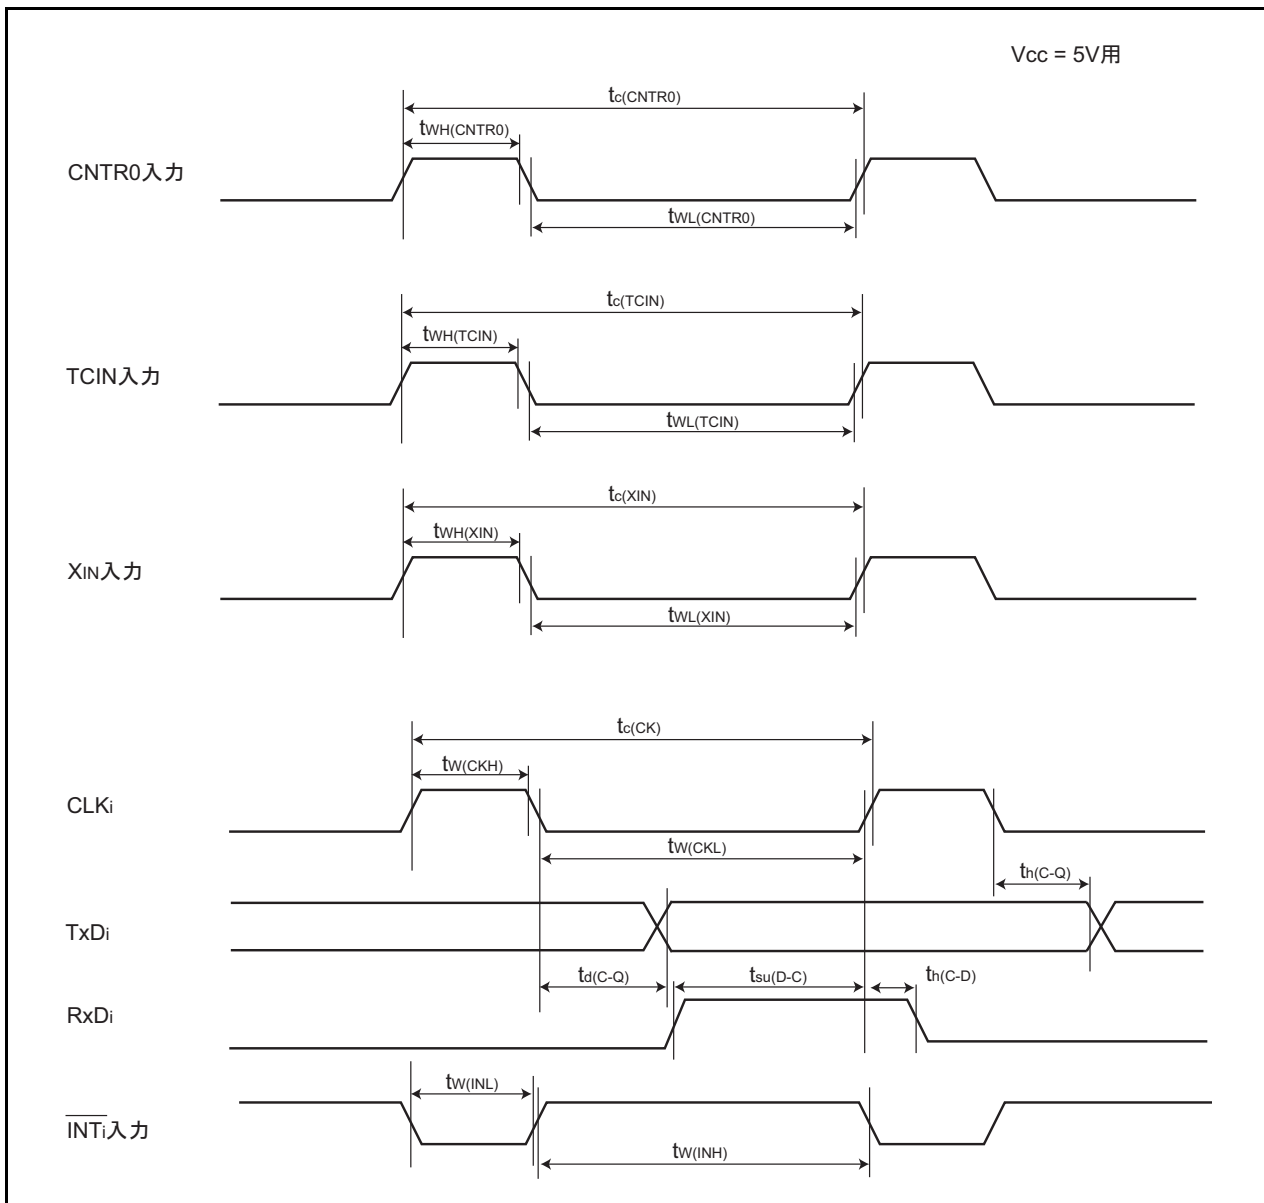 Vcc = 5V用
tc(CNTR0)
tWH(CNTR0)
CNTR0入力
tWL(CNTR0)
tc(TCIN)
tWH(TCIN)
TCIN入力
tWL(TCIN)
tc(XIN)
tWH(XIN)
XIN入力
tWL(XIN)
tc(CK)
tW(CKH)
CLKi
tW(CKL)
th(C-Q)
TxDi
td(C-Q)
tsu(D-C)
th(C-D)
RxDi
tW(INL)
INTi入力
tW(INH)